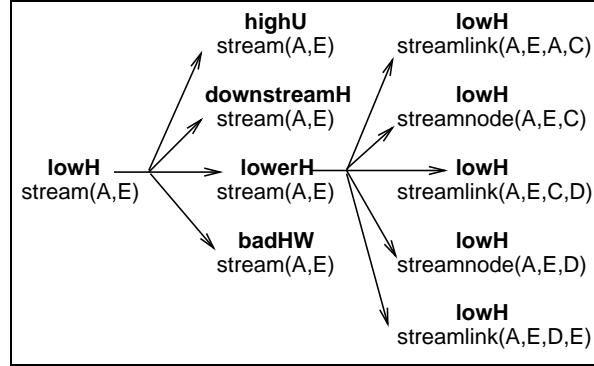 highU
stream(A,E)
downstreamH
stream(A,E)
lowH
stream(A,E)
lowerH
stream(A,E)
badHW
stream(A,E)
lowH
streamlink(A,E,A,C)
lowH
streamnode(A,E,C)
lowH
streamlink(A,E,C,D)
lowH
streamnode(A,E,D)
lowH
streamlink(A,E,D,E)